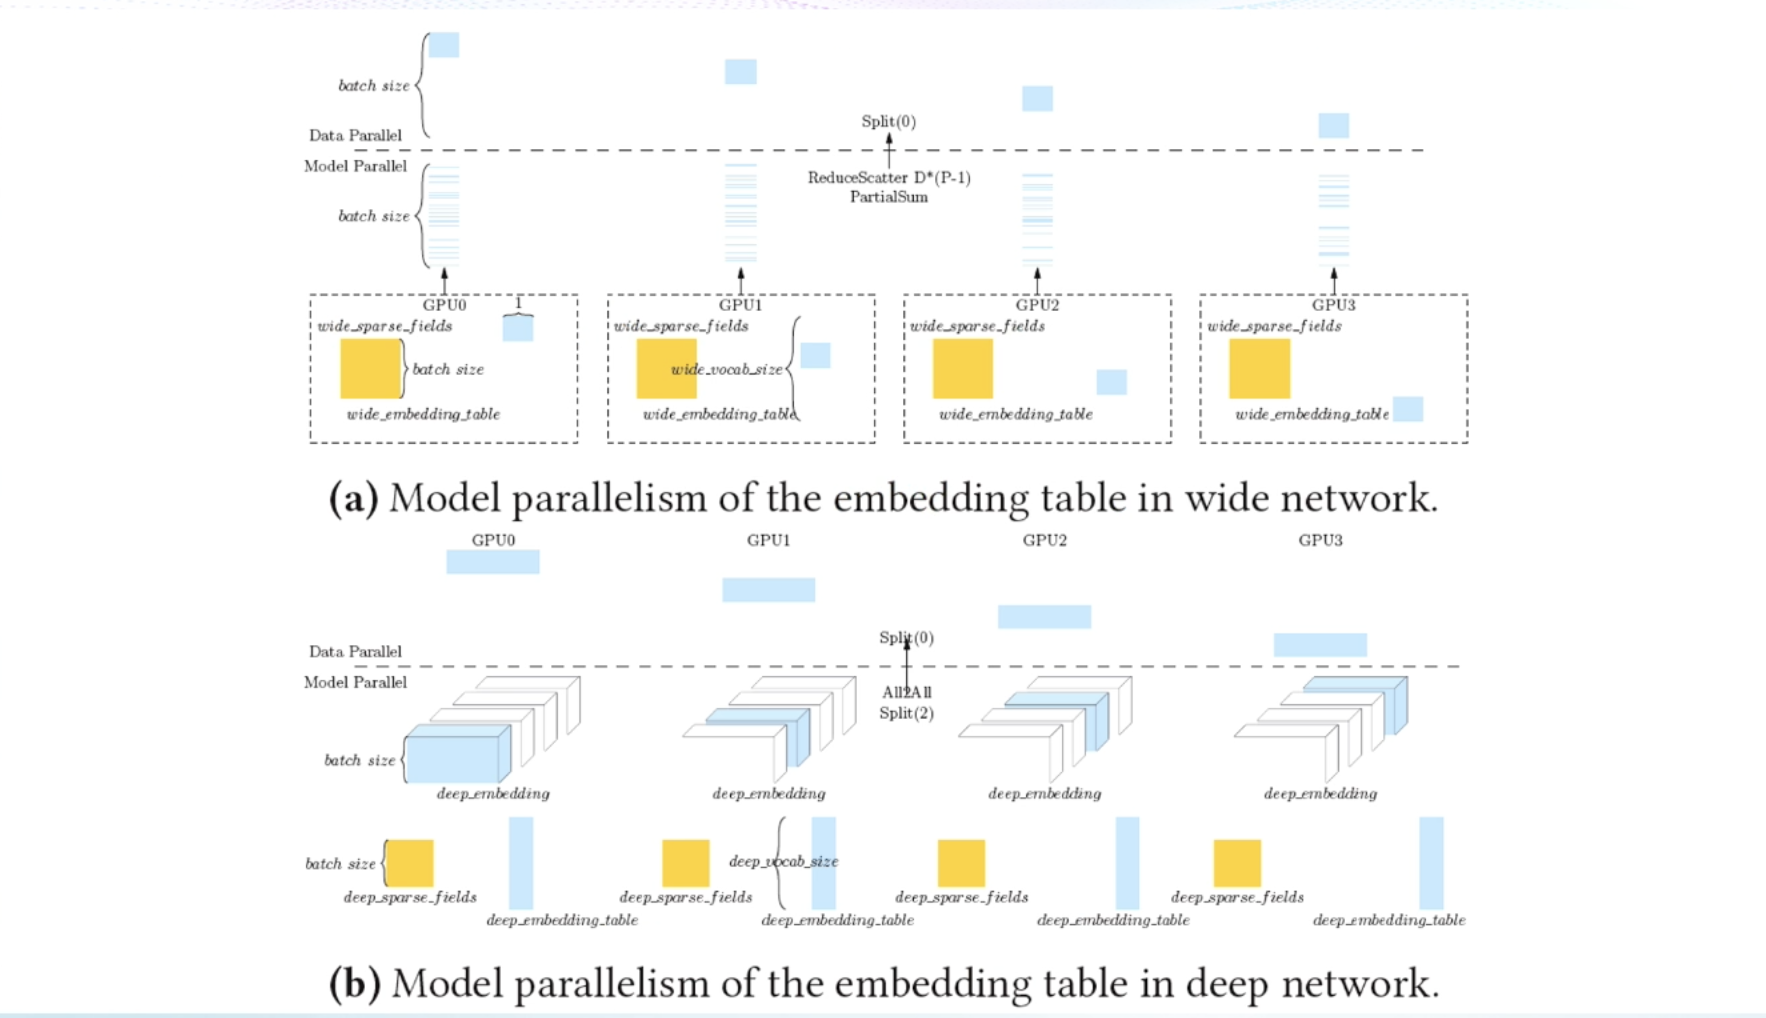 batch size
Split(0)
Data Parallel
Model Parallel
ReduceScatter D*(P-1)
PartialSum
batch size
GPU0 1 GPU1 GPU2 GPU3
wide_sparse_fields wide_sparse_fields wide_sparse_fields wide_sparse_fields
batch size wide_vocab_size
wide_embedding_table wide_embedding_table wide_embedding_table wide_embedding_table
(a) Model parallelism of the embedding table in wide network.
GPU0 GPU1 GPU2 GPU3
Split(0)
Data Parallel
Model Parallel
All2All
Split(2)
batch size
deep_embedding deep_embedding deep_embedding deep_embedding
batch size deep_vocab_size
deep_sparse_fields deep_sparse_fields deep_sparse_fields deep_sparse_fields
deep_embedding_table deep_embedding_table deep_embedding_table deep_embedding_table
(b) Model parallelism of the embedding table in deep network.